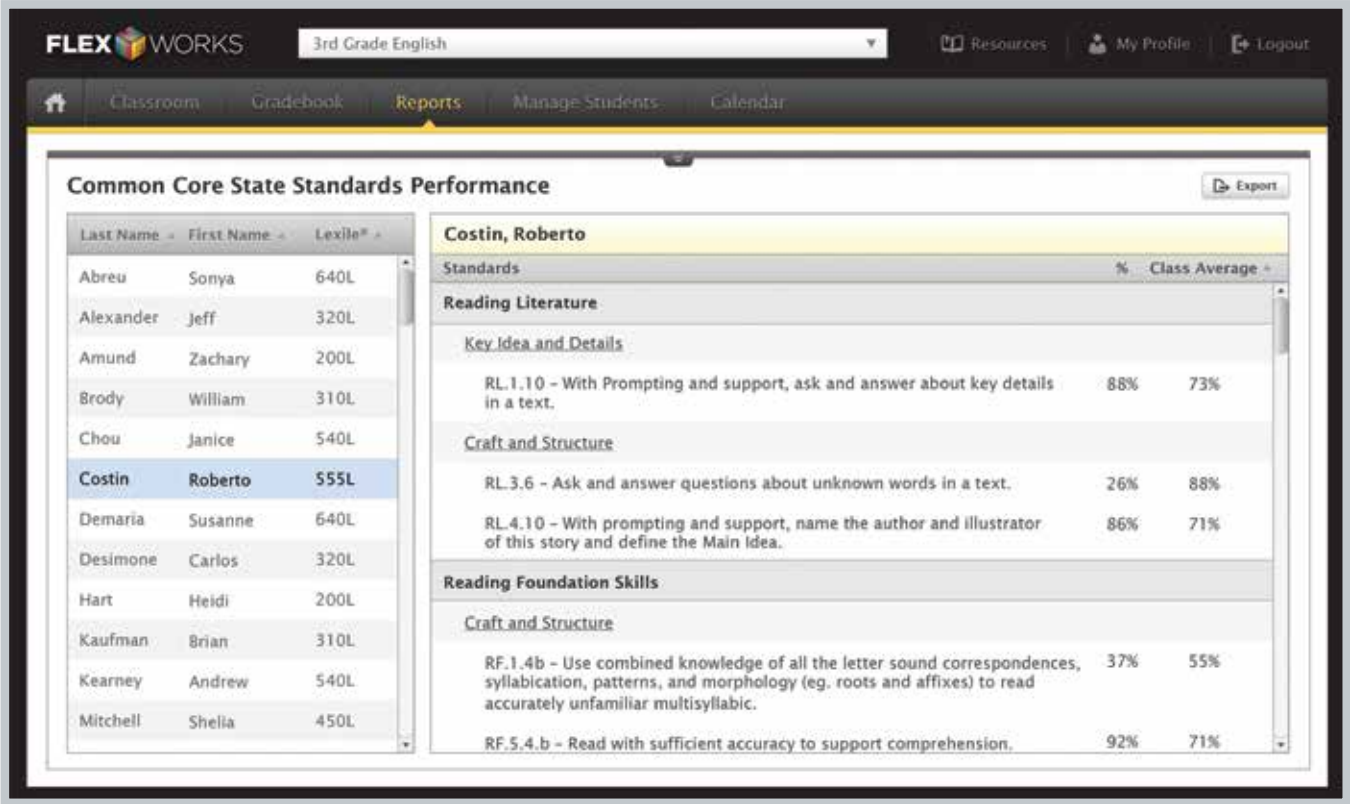 FLEX WORKS 3rd Grade English Resources My Profile Logout
Classroom Gradebook Reports Manage Students Calendar
Common Core State Standards Performance Export
Last Name First Name Lexile®
Abreu Sonya 640L
Alexander Jeff 320L
Amund Zachary 200L
Brody William 310L
Chou Janice 540L
Costin Roberto 555L
Demaria Susanne 640L
Desimone Carlos 320L
Hart Heidi 200L
Kaufman Brian 310L
Kearney Andrew 540L
Mitchell Shelia 450L
Costin, Roberto
Standards % Class Average
Reading Literature
Key Idea and Details
RL.1.10 – With Prompting and support, ask and answer about key details 88% 73%
in a text.
Craft and Structure
RL.3.6 – Ask and answer questions about unknown words in a text. 26% 88%
RL.4.10 – With prompting and support, name the author and illustrator 86% 71%
of this story and define the Main Idea.
Reading Foundation Skills
Craft and Structure
RF.1.4b – Use combined knowledge of all the letter sound correspondences, 37% 55%
syllabication, patterns, and morphology (eg. roots and affixes) to read
accurately unfamiliar multisyllabic.
RF.5.4.b – Read with sufficient accuracy to support comprehension. 92% 71%